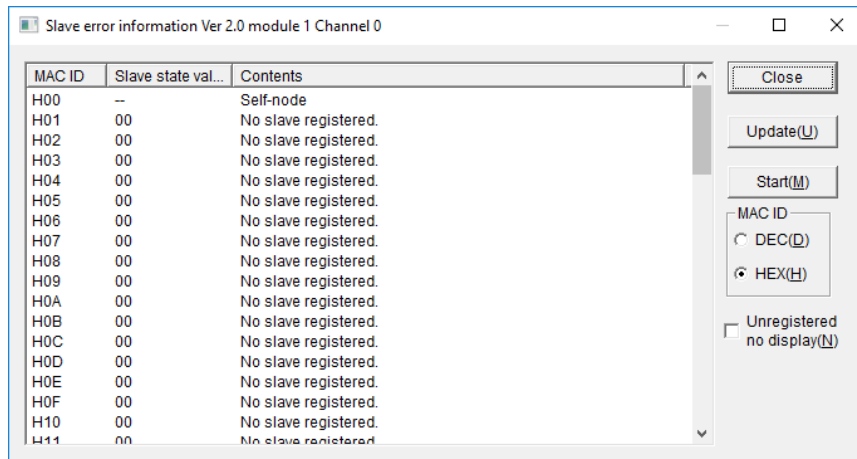 Slave error information Ver 2.0 module 1 Channel 0
MAC ID Slave state val... Contents
H00 -- Self-node
H01 00 No slave registered.
H02 00 No slave registered.
H03 00 No slave registered.
H04 00 No slave registered.
H05 00 No slave registered.
H06 00 No slave registered.
H07 00 No slave registered.
H08 00 No slave registered.
H09 00 No slave registered.
H0A 00 No slave registered.
H0B 00 No slave registered.
H0C 00 No slave registered.
H0D 00 No slave registered.
H0E 00 No slave registered.
H0F 00 No slave registered.
H10 00 No slave registered.
H11 00 No slave registered.
Close
Update(U)
Start(M)
MAC ID
DEC(D)
HEX(H)
Unregistered
no display(N)